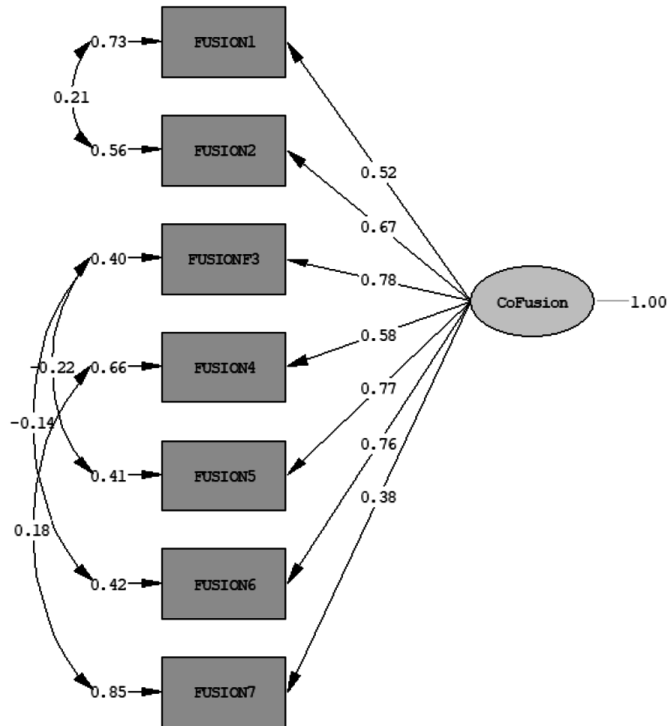 0.73 FUSION1
0.21
0.56 FUSION2
0.52
0.67
0.40 FUSIONF3
0.78
CoFusion 1.00
0.58
-0.22 0.66 FUSION4
0.77
-0.14
0.76
0.41 FUSION5
0.38
0.18
0.42 FUSION6
0.85 FUSION7